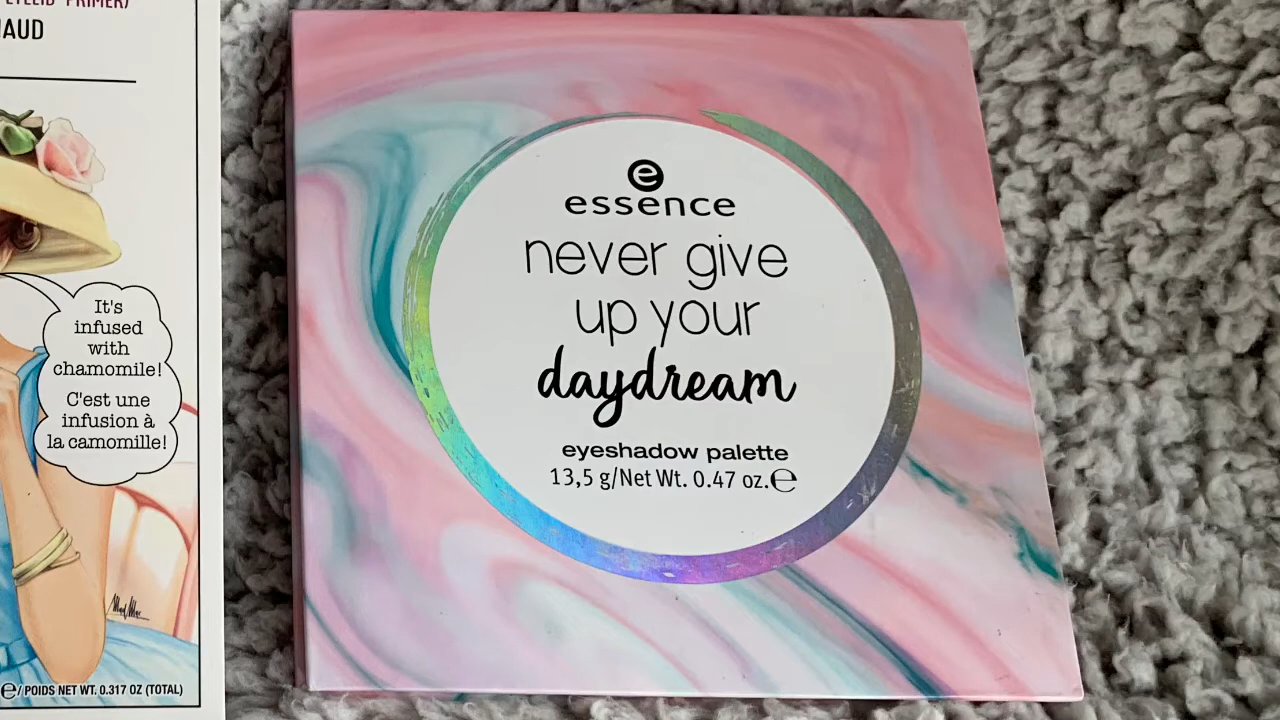 PRIMER)
It's
infused
with
chamomile!
C'est une
infusion à
la camomille!
℮/POIDS NET WT. 0.317 OZ (TOTAL)
e
essence
never give
up your
daydream
eyeshadow palette
13,5 g/Net Wt. 0.47 oz.℮